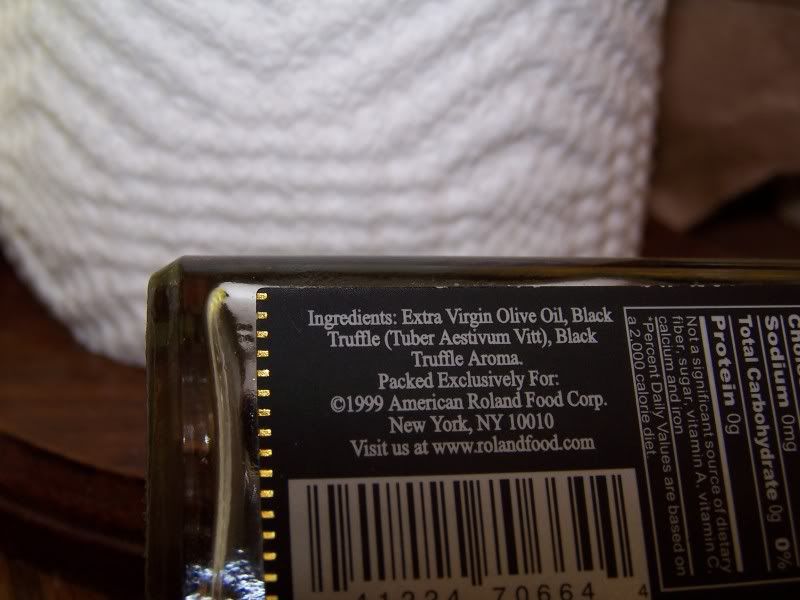 Ingredients: Extra Virgin Olive Oil, Black
Truffle (Tuber Aestivum Vitt), Black
Truffle Aroma.
Packed Exclusively For:
©1999 American Roland Food Corp.
New York, NY 10010
Visit us at www.rolandfood.com
70664 4
Sodium 0mg
Total Carbohydrate 0g 0%
Protein 0g
Not a significant source of dietary
fiber, sugar, vitamin A, vitamin C,
calcium and iron
*Percent Daily Values are based on
a 2,000 calorie diet.